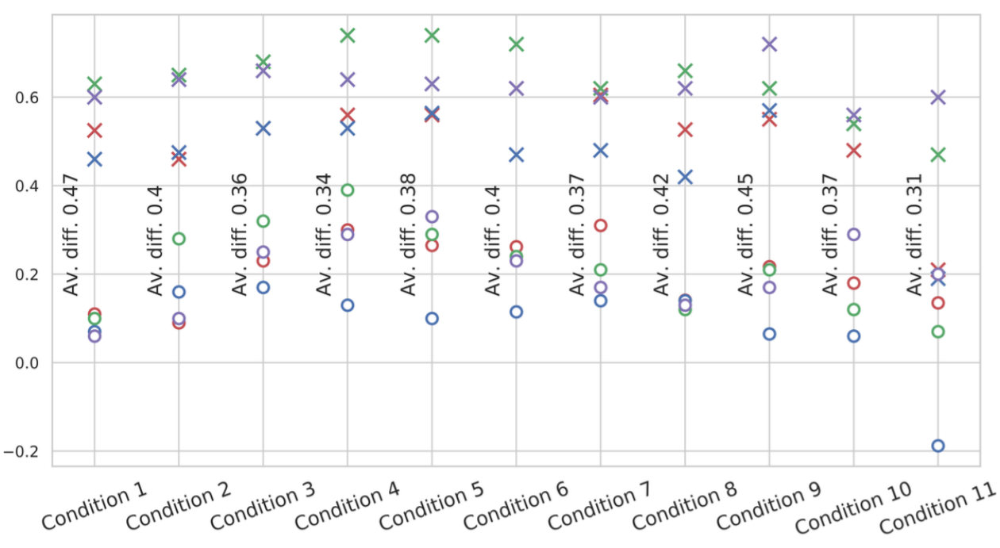 0.6
0.4
0.2
0.0
−0.2
Av. diff. 0.47
Av. diff. 0.4
Av. diff. 0.36
Av. diff. 0.34
Av. diff. 0.38
Av. diff. 0.4
Av. diff. 0.37
Av. diff. 0.42
Av. diff. 0.45
Av. diff. 0.37
Av. diff. 0.31
Condition 1
Condition 2
Condition 3
Condition 4
Condition 5
Condition 6
Condition 7
Condition 8
Condition 9
Condition 10
Condition 11